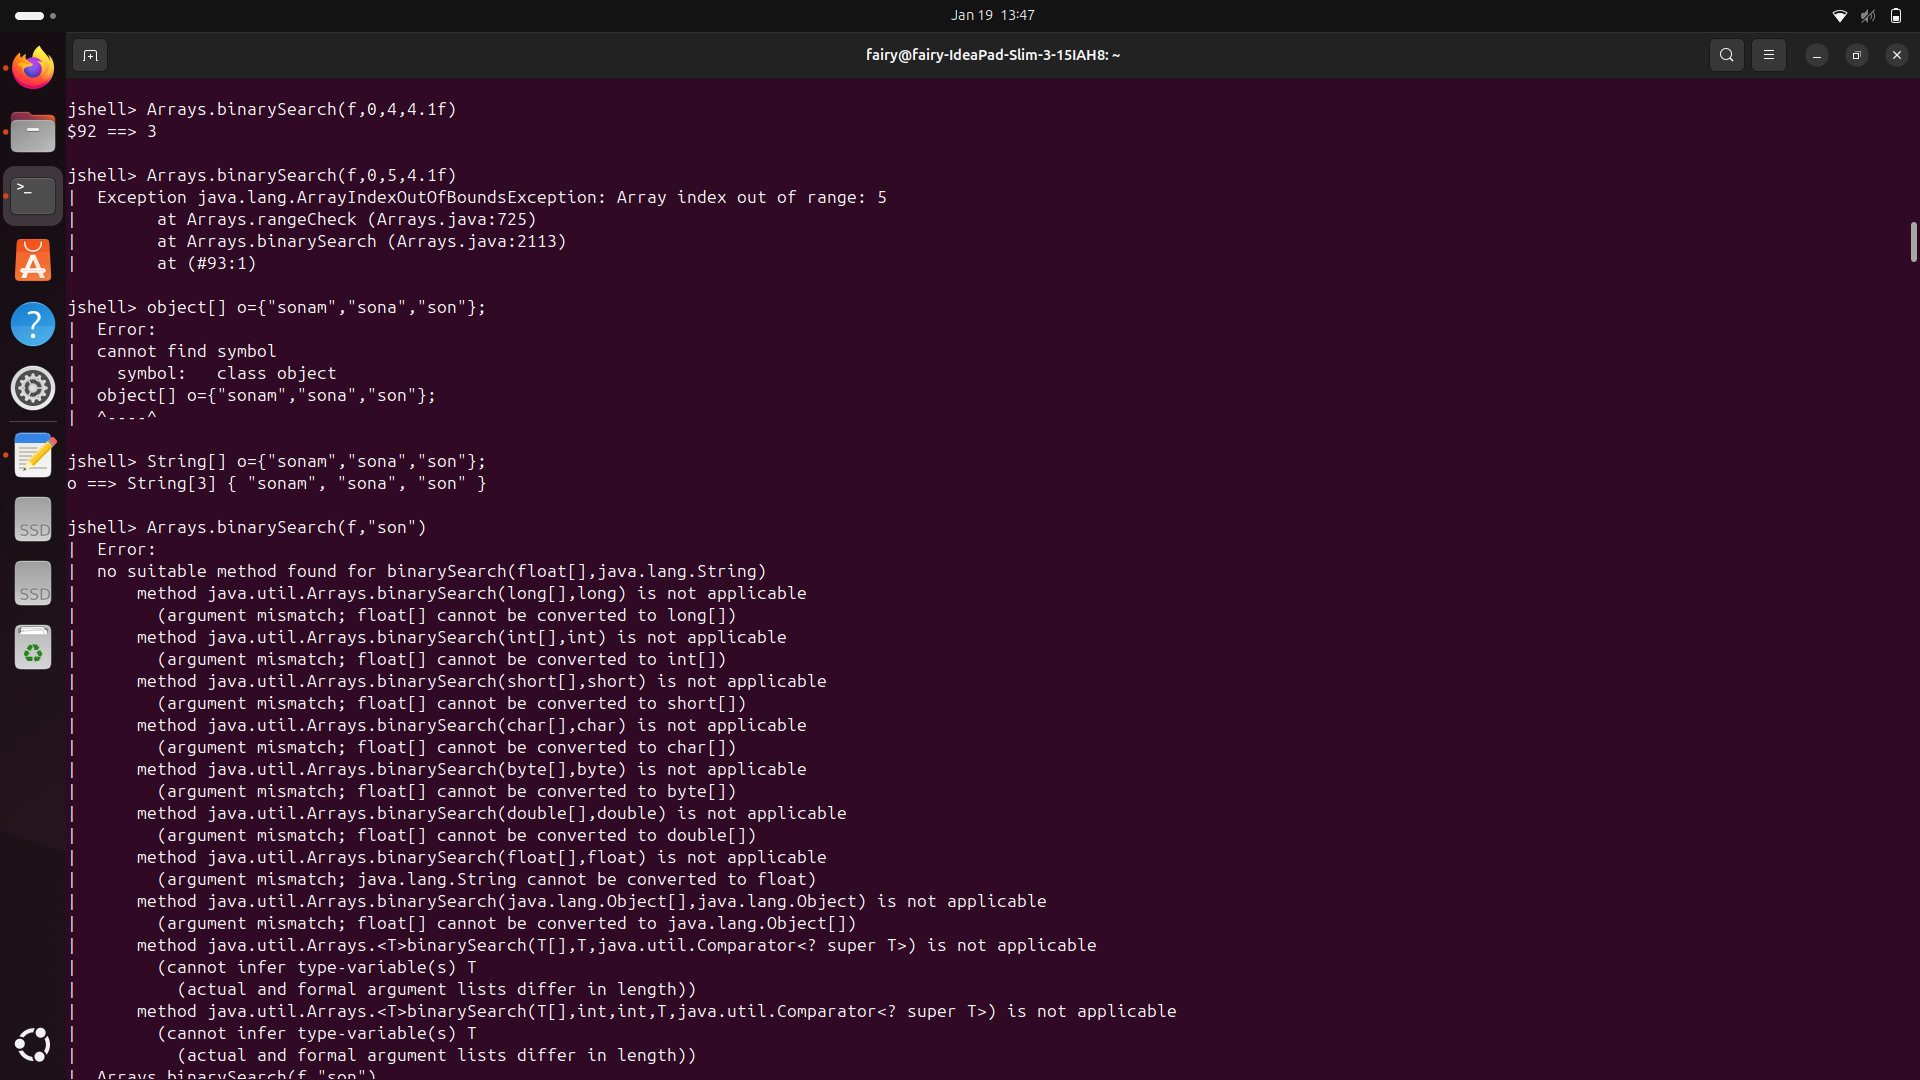 Jan 19 13:47
fairy@fairy-IdeaPad-Slim-3-15IAH8: ~
jshell> Arrays.binarySearch(f,0,4,4.1f)
$92 ==> 3
jshell> Arrays.binarySearch(f,0,5,4.1f)
|  Exception java.lang.ArrayIndexOutOfBoundsException: Array index out of range: 5
|        at Arrays.rangeCheck (Arrays.java:725)
|        at Arrays.binarySearch (Arrays.java:2113)
|        at (#93:1)
jshell> object[] o={"sonam","sona","son"};
|  Error:
|  cannot find symbol
|    symbol:   class object
|  object[] o={"sonam","sona","son"};
|  ^----^
jshell> String[] o={"sonam","sona","son"};
o ==> String[3] { "sonam", "sona", "son" }
jshell> Arrays.binarySearch(f,"son")
|  Error:
|  no suitable method found for binarySearch(float[],java.lang.String)
|      method java.util.Arrays.binarySearch(long[],long) is not applicable
|        (argument mismatch; float[] cannot be converted to long[])
|      method java.util.Arrays.binarySearch(int[],int) is not applicable
|        (argument mismatch; float[] cannot be converted to int[])
|      method java.util.Arrays.binarySearch(short[],short) is not applicable
|        (argument mismatch; float[] cannot be converted to short[])
|      method java.util.Arrays.binarySearch(char[],char) is not applicable
|        (argument mismatch; float[] cannot be converted to char[])
|      method java.util.Arrays.binarySearch(byte[],byte) is not applicable
|        (argument mismatch; float[] cannot be converted to byte[])
|      method java.util.Arrays.binarySearch(double[],double) is not applicable
|        (argument mismatch; float[] cannot be converted to double[])
|      method java.util.Arrays.binarySearch(float[],float) is not applicable
|        (argument mismatch; java.lang.String cannot be converted to float)
|      method java.util.Arrays.binarySearch(java.lang.Object[],java.lang.Object) is not applicable
|        (argument mismatch; float[] cannot be converted to java.lang.Object[])
|      method java.util.Arrays.<T>binarySearch(T[],T,java.util.Comparator<? super T>) is not applicable
|        (cannot infer type-variable(s) T
|          (actual and formal argument lists differ in length))
|      method java.util.Arrays.<T>binarySearch(T[],int,int,T,java.util.Comparator<? super T>) is not applicable
|        (cannot infer type-variable(s) T
|          (actual and formal argument lists differ in length))
|  Arrays.binarySearch(f,"son")
SSD
SSD